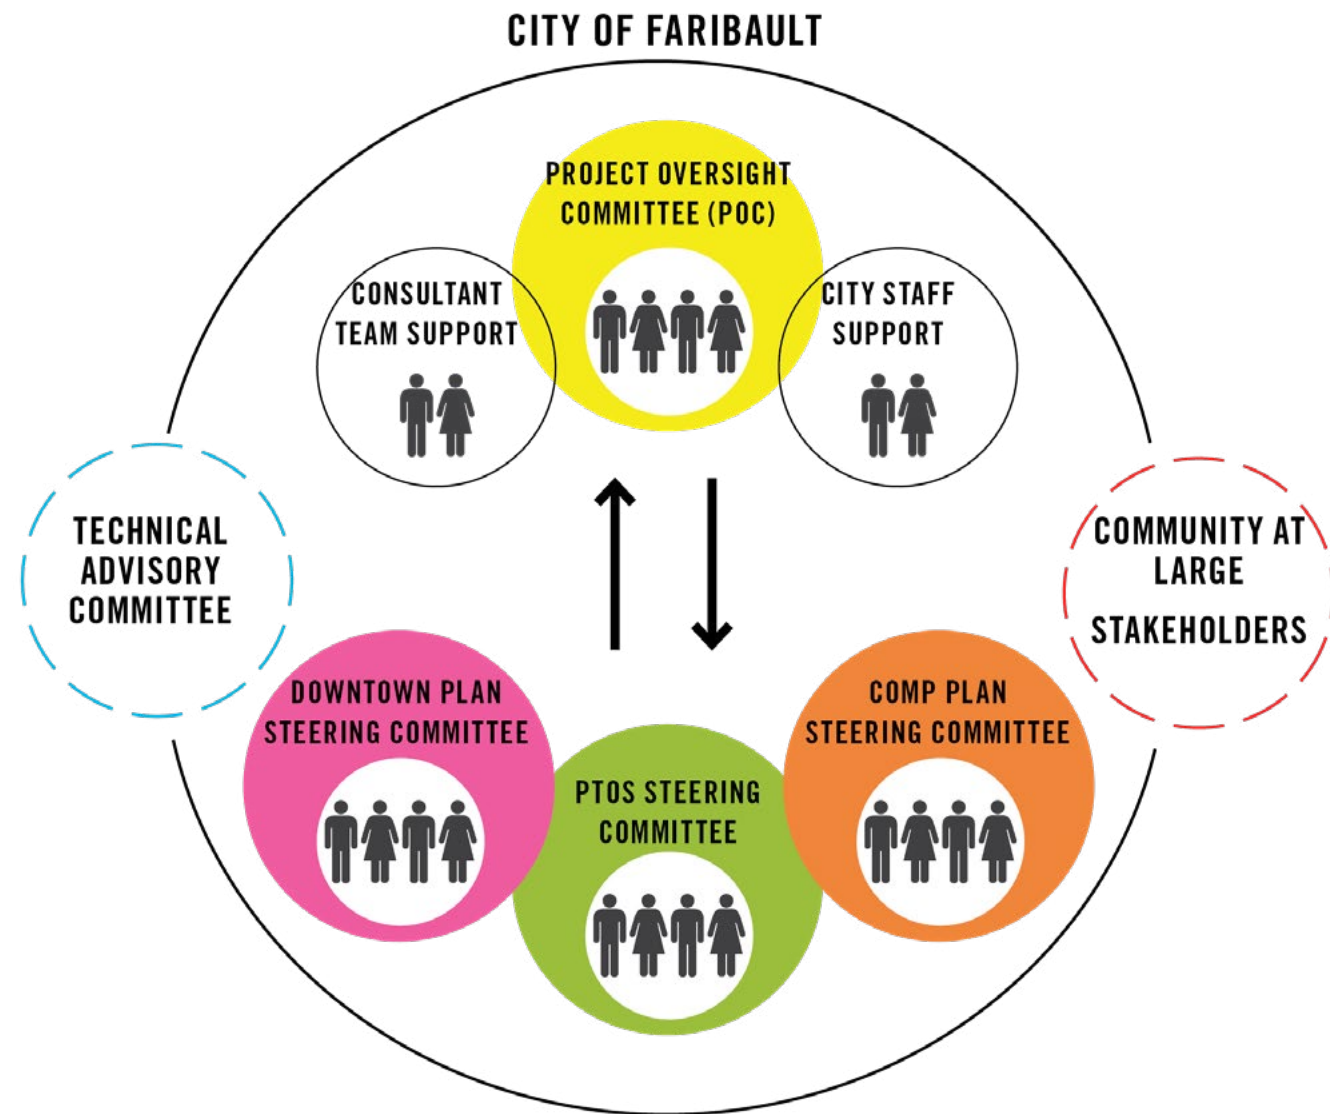 CITY OF FARIBAULT
PROJECT OVERSIGHT
COMMITTEE (POC)
CONSULTANT
TEAM SUPPORT
CITY STAFF
SUPPORT
TECHNICAL
ADVISORY
COMMITTEE
COMMUNITY AT
LARGE
STAKEHOLDERS
DOWNTOWN PLAN
STEERING COMMITTEE
COMP PLAN
STEERING COMMITTEE
PTOS STEERING
COMMITTEE